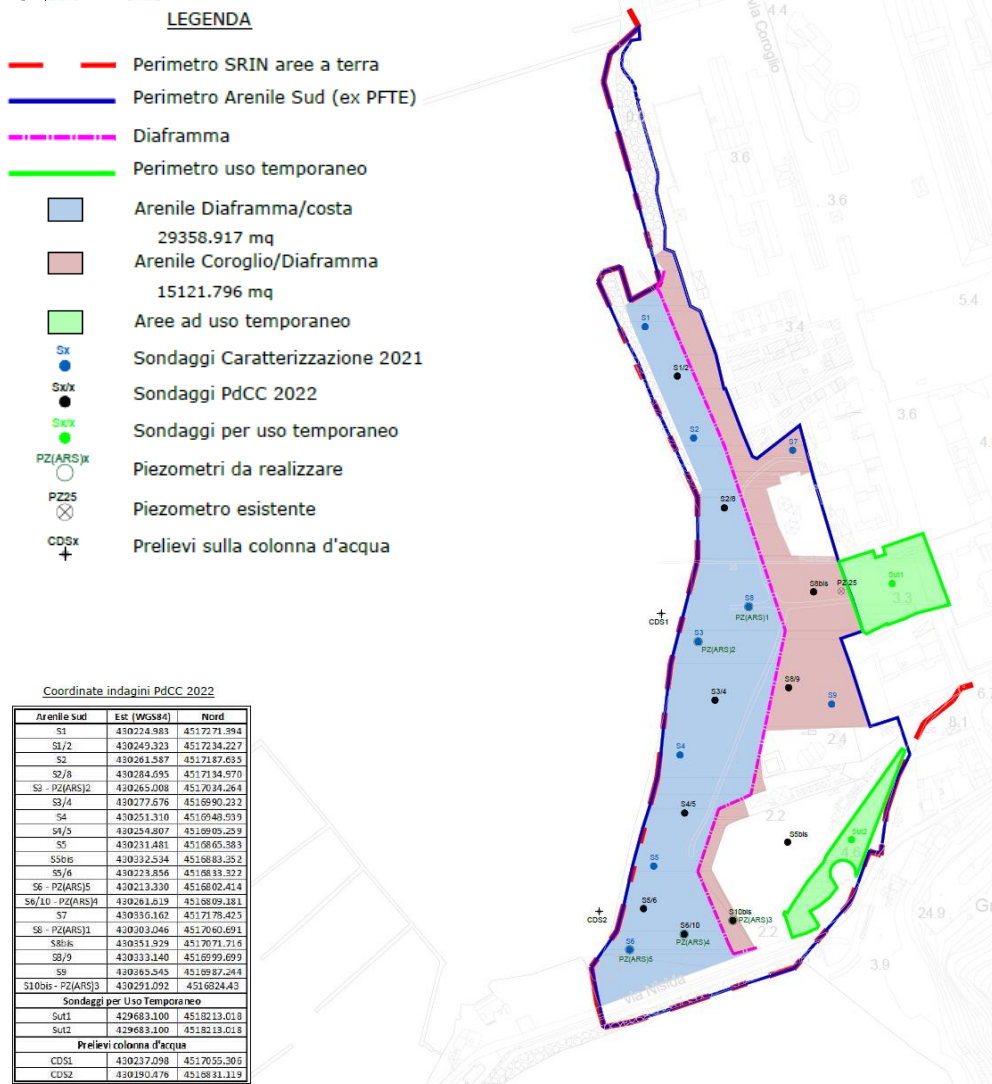 LEGENDA
Perimetro SRIN aree a terra
Perimetro Arenile Sud (ex PFTE)
Diaframma
Perimetro uso temporaneo
Arenile Diaframma/costa
29358.917 mq
Arenile Coroglio/Diaframma
15121.796 mq
Aree ad uso temporaneo
Sx
Sondaggi Caratterizzazione 2021
Sx/x
Sondaggi PdCC 2022
Sx/x
Sondaggi per uso temporaneo
PZ(ARS)x
Piezometri da realizzare
PZ25
Piezometro esistente
CDSx
Prelievi sulla colonna d'acqua
Coordinate indagini PdCC 2022
Arenile Sud Est (WGS84) Nord
S1 430224.983 4517271.394
S1/2 430249.323 4517234.227
S2 430261.587 4517187.635
S2/8 430284.695 4517134.970
S3 - PZ(ARS)2 430265.008 4517034.264
S3/4 430277.676 4516990.232
S4 430251.310 4516948.939
S4/5 430254.807 4516905.259
S5 430231.481 4516865.383
S5bis 430332.534 4516883.352
S5/6 430223.856 4516833.322
S6 - PZ(ARS)5 430213.330 4516802.414
S6/10 - PZ(ARS)4 430261.619 4516809.181
S7 430336.162 4517178.425
S8 - PZ(ARS)1 430303.046 4517060.691
S8bis 430351.929 4517071.716
S8/9 430333.140 4516999.699
S9 430365.545 4516987.244
S10bis - PZ(ARS)3 430291.092 4516824.43
Sondaggi per Uso Temporaneo
Sut1 429683.100 4518213.018
Sut2 429683.100 4518213.018
Prelievi colonna d'acqua
CDS1 430237.098 4517055.306
CDS2 430190.476 4516831.119
4.4
via Coroglio
3.6
3.6
5.4
3.4
3.6
S1
S1/2
S2
S7
S2/8
S8bis
PZ25
Sut1
3.3
S8
PZ(ARS)1
CDS1
S3
PZ(ARS)2
S8/9
S3/4
S9
8.1
2.4
S4
S4/5
2.2
S5bis
Sut2
4.6
S5
S5/6
CDS2
S10bis
PZ(ARS)3
2.2
S6/10
PZ(ARS)4
S6
PZ(ARS)5
24.9
3.9
via Nisida